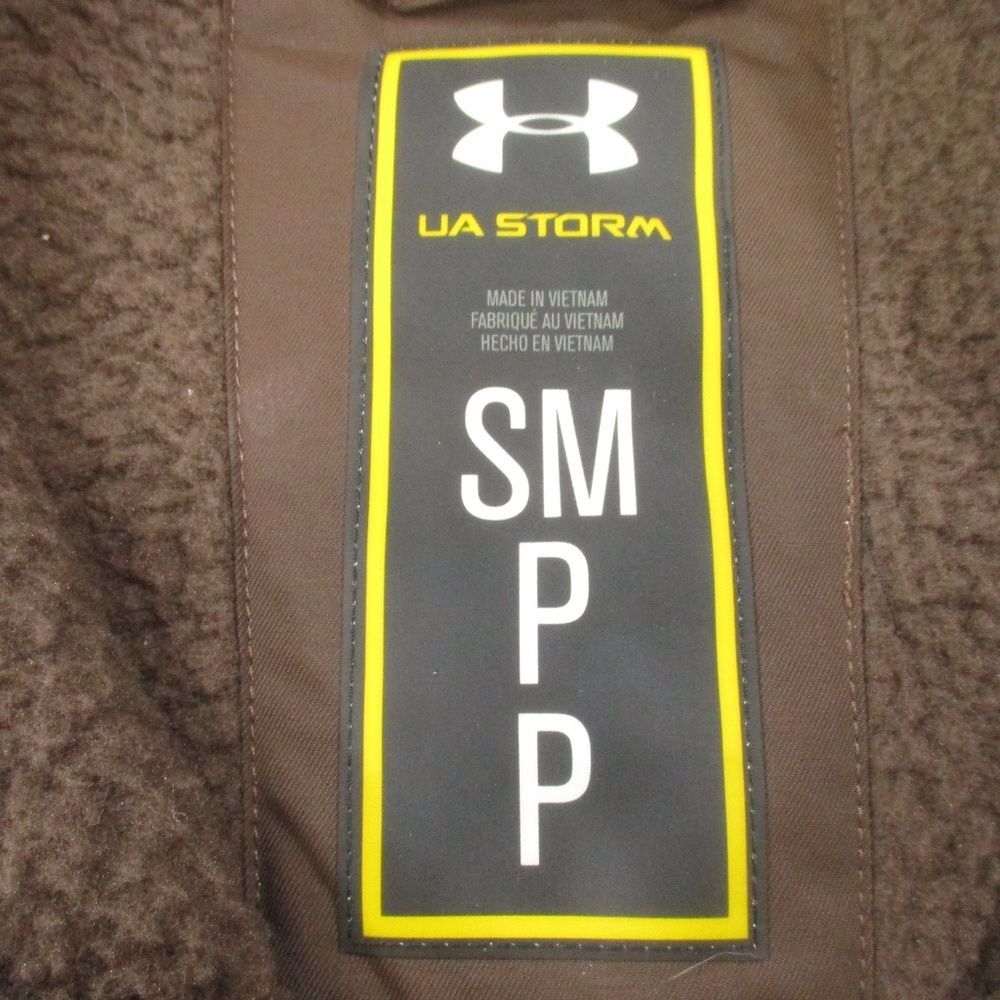 UA STORM
MADE IN VIETNAM
FABRIQUÉ AU VIETNAM
HECHO EN VIETNAM
SM
P
P